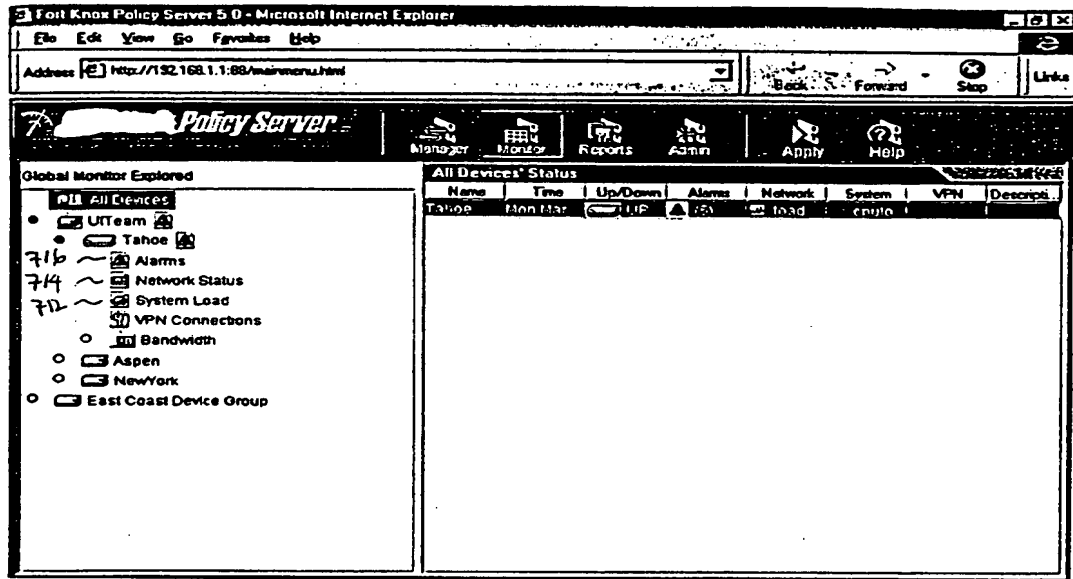 Fort Knox Policy Server 5.0 - Microsoft Internet Explorer
File Edit View Go Favorites Help
Address http://192.168.1.1:88/mainmenu.html Back Forward Stop Links
Policy Server Manager Monitor Reports Admin Apply Help
Global Monitor Explored
All Devices' Status
Name Time Up/Down Alarms Network System VPN Descripti...
Tahoe Mon Mar UP (6) load cpuio
All Devices
UITeam
Tahoe
716 Alarms
714 Network Status
712 System Load
VPN Connections
Bandwidth
Aspen
NewYork
East Coast Device Group